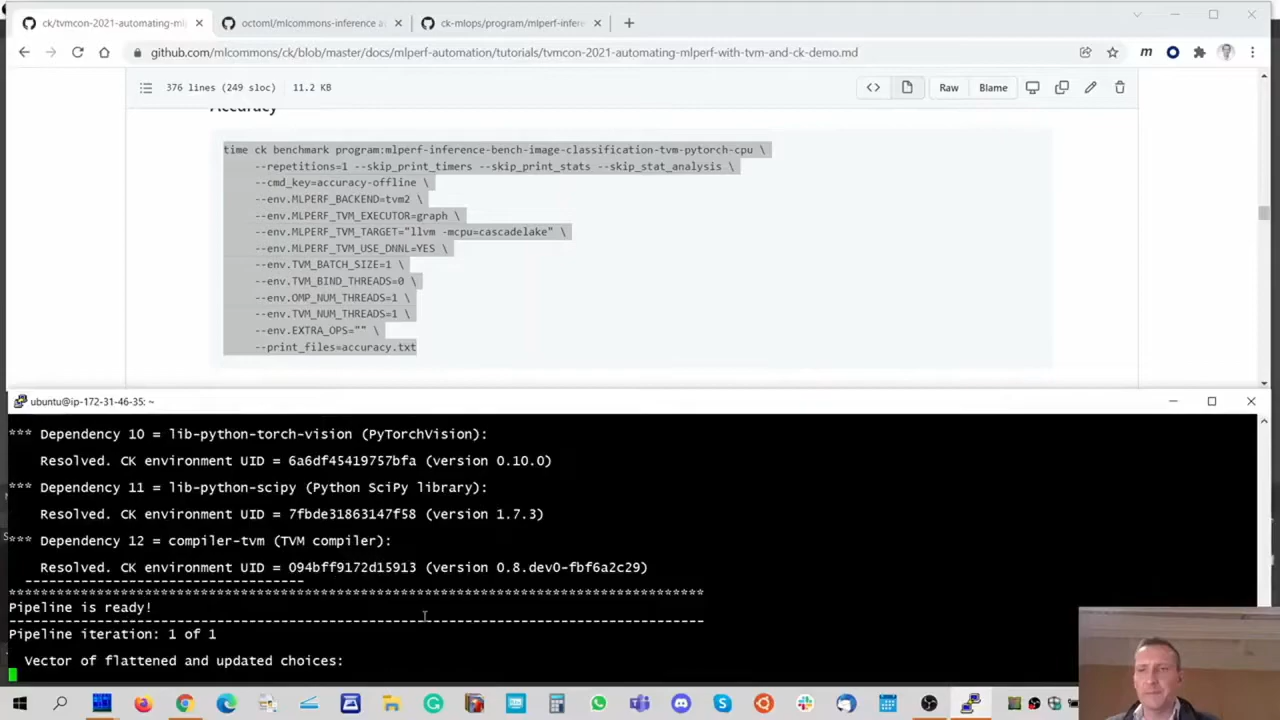 ck/tvmcon-2021-automating-mlp
octoml/mlcommons-inference a
ck-mlops/program/mlperf-infere
github.com/mlcommons/ck/blob/master/docs/mlperf-automation/tutorials/tvmcon-2021-automating-mlperf-with-tvm-and-ck-demo.md
376 lines (249 sloc) 11.2 KB
Raw
Blame
Accuracy
time ck benchmark program:mlperf-inference-bench-image-classification-tvm-pytorch-cpu \
--repetitions=1 --skip_print_timers --skip_print_stats --skip_stat_analysis \
--cmd_key=accuracy-offline \
--env.MLPERF_BACKEND=tvm2 \
--env.MLPERF_TVM_EXECUTOR=graph \
--env.MLPERF_TVM_TARGET="llvm -mcpu=cascadelake" \
--env.MLPERF_TVM_USE_DNNL=YES \
--env.TVM_BATCH_SIZE=1 \
--env.TVM_BIND_THREADS=0 \
--env.OMP_NUM_THREADS=1 \
--env.TVM_NUM_THREADS=1 \
--env.EXTRA_OPS="" \
--print_files=accuracy.txt
ubuntu@ip-172-31-46-35: ~
*** Dependency 10 = lib-python-torch-vision (PyTorchVision):
Resolved. CK environment UID = 6a6df45419757bfa (version 0.10.0)
*** Dependency 11 = lib-python-scipy (Python SciPy library):
Resolved. CK environment UID = 7fbde31863147f58 (version 1.7.3)
*** Dependency 12 = compiler-tvm (TVM compiler):
Resolved. CK environment UID = 094bff9172d15913 (version 0.8.dev0-fbf6a2c29)
Pipeline is ready!
Pipeline iteration: 1 of 1
Vector of flattened and updated choices: